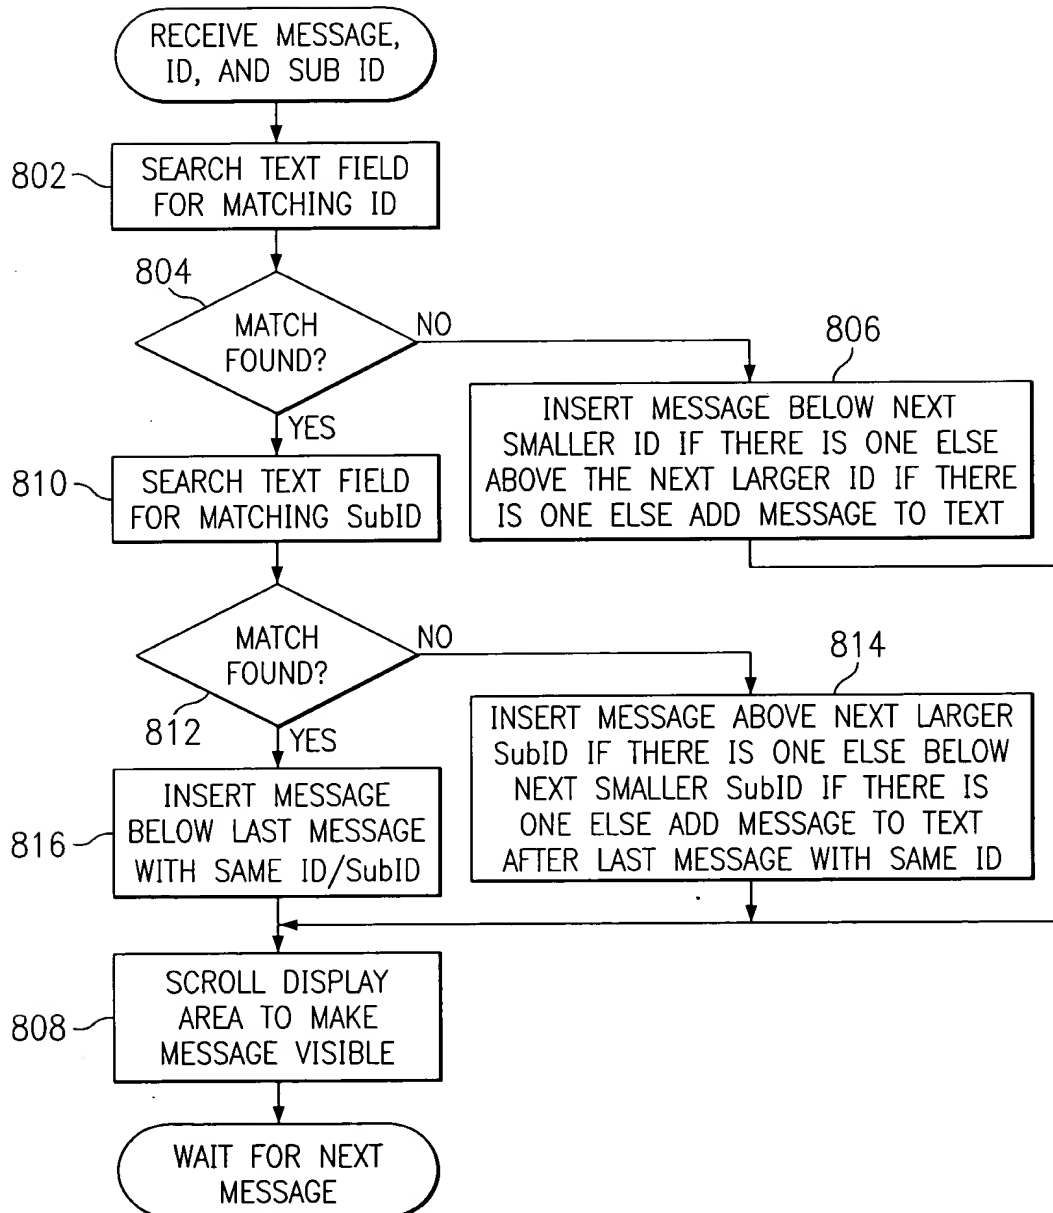 RECEIVE MESSAGE,
ID, AND SUB ID
802
SEARCH TEXT FIELD
FOR MATCHING ID
804
MATCH
FOUND?
NO
YES
806
INSERT MESSAGE BELOW NEXT
SMALLER ID IF THERE IS ONE ELSE
ABOVE THE NEXT LARGER ID IF THERE
IS ONE ELSE ADD MESSAGE TO TEXT
810
SEARCH TEXT FIELD
FOR MATCHING SubID
MATCH
FOUND?
NO
812
YES
814
INSERT MESSAGE ABOVE NEXT LARGER
SubID IF THERE IS ONE ELSE BELOW
NEXT SMALLER SubID IF THERE IS
ONE ELSE ADD MESSAGE TO TEXT
AFTER LAST MESSAGE WITH SAME ID
816
INSERT MESSAGE
BELOW LAST MESSAGE
WITH SAME ID/SubID
808
SCROLL DISPLAY
AREA TO MAKE
MESSAGE VISIBLE
WAIT FOR NEXT
MESSAGE